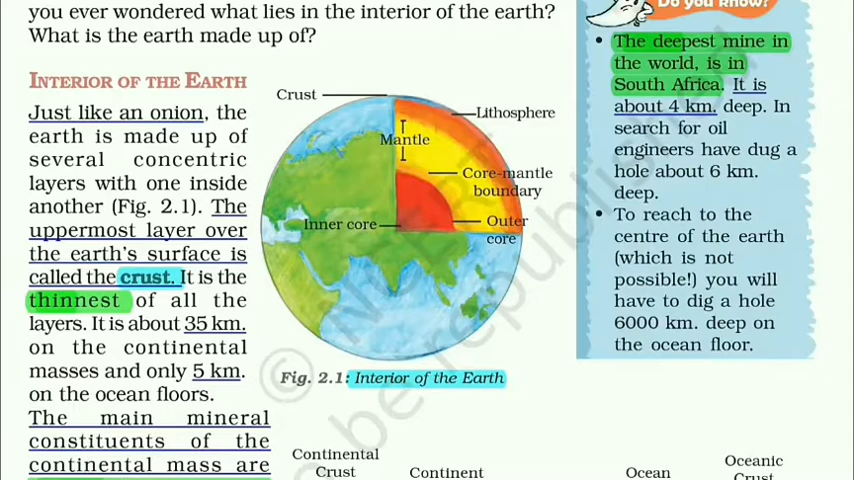 you ever wondered what lies in the interior of the earth?
What is the earth made up of?
INTERIOR OF THE EARTH
Just like an onion, the
earth is made up of
several concentric
layers with one inside
another (Fig. 2.1). The
uppermost layer over
the earth's surface is
called the crust. It is the
thinnest of all the
layers. It is about 35 km.
on the continental
masses and only 5 km.
on the ocean floors.
The main mineral
constituents of the
continental mass are
Crust
Lithosphere
Mantle
Core-mantle
boundary
Inner core
Outer
core
Fig. 2.1: Interior of the Earth
Continental
Crust
Continent
Ocean
Oceanic
Crust
Do you know?
• The deepest mine in
the world, is in
South Africa. It is
about 4 km. deep. In
search for oil
engineers have dug a
hole about 6 km.
deep.
• To reach to the
centre of the earth
(which is not
possible!) you will
have to dig a hole
6000 km. deep on
the ocean floor.